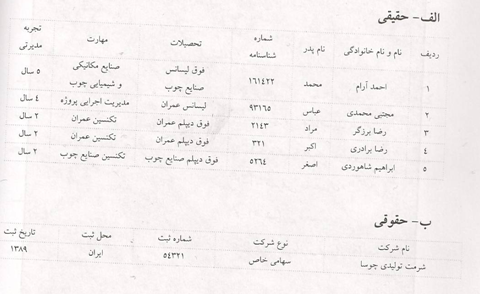 الف- حقیقی
ردیف نام و نام خانوادگی نام پدر شماره شناسنامه تحصیلات مهارت تجربه مدیریتی
۱ احمد آرام محمد ۱۶۱۴۲۲ فوق لیسانس صنایع چوب صنایع مکانیکی و شیمیایی چوب ۵ سال
۲ مجتبی محمدی عباس ۹۳۱۶۵ لیسانس عمران مدیریت اجرایی پروژه ۴ سال
۳ رضا برزگر مراد ۲۱۴۳ فوق دیپلم عمران تکنسین عمران ۲ سال
۴ رضا برادری اکبر ۳۲۱ فوق دیپلم عمران تکنسین عمران ۲ سال
۵ ابراهیم شاهوردی اصغر ۵۲۶۴ فوق دیپلم صنایع چوب تکنسین صنایع چوب ۲ سال
ب- حقوقی
نام شرکت نوع شرکت شماره ثبت محل ثبت تاریخ ثبت
شرمت تولیدی چوسا سهامی خاص ۵۴۳۲۱ ایران ۱۳۸۹